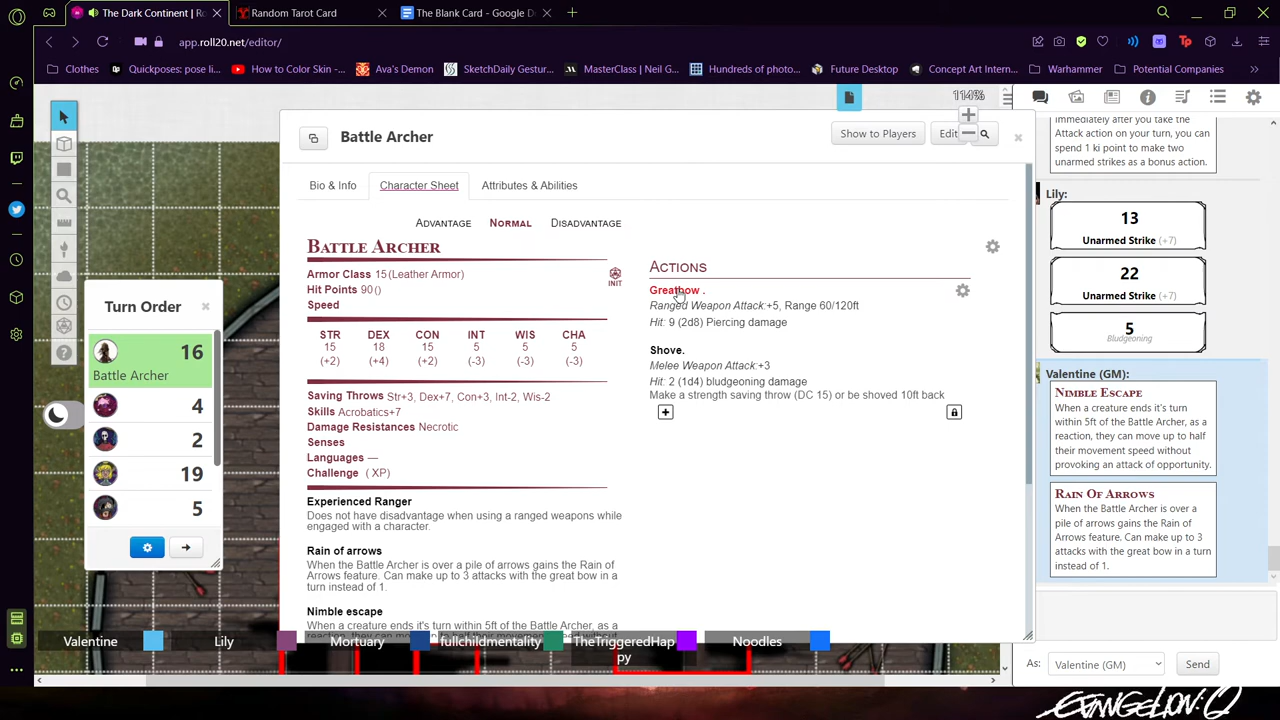 The Dark Continent | Ro
Random Tarot Card
The Blank Card - Google D
app.roll20.net/editor/
Clothes
Quickposes: pose li...
How to Color Skin -...
Ava's Demon
SketchDaily Gestur...
MasterClass | Neil G...
Hundreds of photo...
Future Desktop
Concept Art Intern...
Warhammer
Potential Companies
114%
Battle Archer
Show to Players
Edit
Bio & Info
Character Sheet
Attributes & Abilities
ADVANTAGE
NORMAL
DISADVANTAGE
BATTLE ARCHER
Armor Class 15 (Leather Armor)
Hit Points 90 ()
Speed
INIT
STR DEX CON INT WIS CHA
15 18 15 5 5 5
(+2) (+4) (+2) (-3) (-3) (-3)
Saving Throws Str+3, Dex+7, Con+3, Int-2, Wis-2
Skills Acrobatics+7
Damage Resistances Necrotic
Senses
Languages —
Challenge ( XP)
Experienced Ranger
Does not have disadvantage when using a ranged weapons while
engaged with a character.
Rain of arrows
When the Battle Archer is over a pile of arrows gains the Rain of
Arrows feature. Can make up to 3 attacks with the great bow in a
turn instead of 1.
Nimble escape
When a creature ends it's turn within 5ft of the Battle Archer, as a
ACTIONS
Greatbow .
Ranged Weapon Attack:+5, Range 60/120ft
Hit: 9 (2d8) Piercing damage
Shove.
Melee Weapon Attack:+3
Hit: 2 (1d4) bludgeoning damage
Make a strength saving throw (DC 15) or be shoved 10ft back
Turn Order
16
Battle Archer
4
2
19
5
immediately after you take the
Attack action on your turn, you can
spend 1 ki point to make two
unarmed strikes as a bonus action.
Lily:
13
Unarmed Strike (+7)
22
Unarmed Strike (+7)
5
Bludgeoning
Valentine (GM):
NIMBLE ESCAPE
When a creature ends it's turn
within 5ft of the Battle Archer, as a
reaction, they can move up to half
their movement speed without
provoking an attack of opportunity.
RAIN OF ARROWS
When the Battle Archer is over a
pile of arrows gains the Rain of
Arrows feature. Can make up to 3
attacks with the great bow in a turn
instead of 1.
Valentine
Lily
Mortuary
fullchildmentality
TheTriggeredHap
py
Noodles
As:
Valentine (GM)
Send